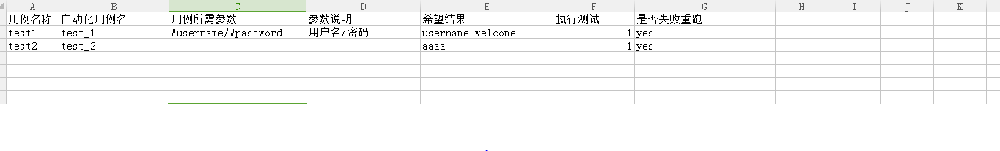 A B C D E F G H I J K
用例名称 自动化用例名 用例所需参数 参数说明 希望结果 执行测试 是否失败重跑
test1 test_1 #username/#password 用户名/密码 username welcome 1 yes
test2 test_2 aaaa 1 yes